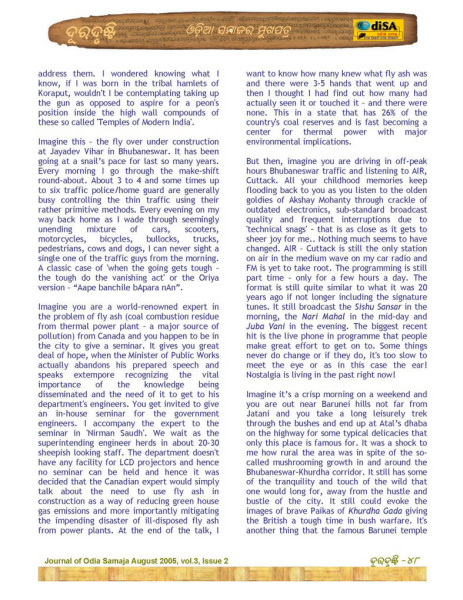 ଦୂରଦୃଷ୍ଟି
ଓଡ଼ିଆ ସମାଜର ମୁଖପତ୍ର
diSA
address them. I wondered knowing what I
know, if I was born in the tribal hamlets of
Koraput, wouldn't I be contemplating taking up
the gun as opposed to aspire for a peon's
position inside the high wall compounds of
these so called 'Temples of Modern India'.
Imagine this - the fly over under construction
at Jayadev Vihar in Bhubaneswar. It has been
going at a snail's pace for last so many years.
Every morning I go through the make-shift
round-about. About 3 to 4 and some times up
to six traffic police/home guard are generally
busy controlling the thin traffic using their
rather primitive methods. Every evening on my
way back home as I wade through seemingly
unending mixture of cars, scooters,
motorcycles, bicycles, bullocks, trucks,
pedestrians, cows and dogs, I can never sight a
single one of the traffic guys from the morning.
A classic case of 'when the going gets tough -
the tough do the vanishing act' or the Oriya
version - "Aape banchile bApara nAn".
Imagine you are a world-renowned expert in
the problem of fly ash (coal combustion residue
from thermal power plant - a major source of
pollution) from Canada and you happen to be in
the city to give a seminar. It gives you great
deal of hope, when the Minister of Public Works
actually abandons his prepared speech and
speaks extempore recognizing the vital
importance of the knowledge being
disseminated and the need of it to get to his
department's engineers. You get invited to give
an in-house seminar for the government
engineers. I accompany the expert to the
seminar in 'Nirman Saudh'. We wait as the
superintending engineer herds in about 20-30
sheepish looking staff. The department doesn't
have any facility for LCD projectors and hence
no seminar can be held and hence it was
decided that the Canadian expert would simply
talk about the need to use fly ash in
construction as a way of reducing green house
gas emissions and more importantly mitigating
the impending disaster of ill-disposed fly ash
from power plants. At the end of the talk, I
want to know how many knew what fly ash was
and there were 3-5 hands that went up and
then I thought I had find out how many had
actually seen it or touched it - and there were
none. This in a state that has 26% of the
country's coal reserves and is fast becoming a
center for thermal power with major
environmental implications.
But then, imagine you are driving in off-peak
hours Bhubaneswar traffic and listening to AIR,
Cuttack. All your childhood memories keep
flooding back to you as you listen to the olden
goldies of Akshay Mohanty through crackle of
outdated electronics, sub-standard broadcast
quality and frequent interruptions due to
'technical snags' - that is as close as it gets to
sheer joy for me.. Nothing much seems to have
changed. AIR - Cuttack is still the only station
on air in the medium wave on my car radio and
FM is yet to take root. The programming is still
part time - only for a few hours a day. The
format is still quite similar to what it was 20
years ago if not longer including the signature
tunes. It still broadcast the Sishu Sansar in the
morning, the Nari Mahal in the mid-day and
Juba Vani in the evening. The biggest recent
hit is the live phone in programme that people
make great effort to get on to. Some things
never do change or if they do, it's too slow to
meet the eye or as in this case the ear!
Nostalgia is living in the past right now!
Imagine it's a crisp morning on a weekend and
you are out near Barunei hills not far from
Jatani and you take a long leisurely trek
through the bushes and end up at Atal's dhaba
on the highway for some typical delicacies that
only this place is famous for. It was a shock to
me how rural the area was in spite of the so-
called mushrooming growth in and around the
Bhubaneswar-Khurdha corridor. It still has some
of the tranquility and touch of the wild that
one would long for, away from the hustle and
bustle of the city. It still could evoke the
images of brave Paikas of Khurdha Gada giving
the British a tough time in bush warfare. It's
another thing that the famous Barunei temple
Journal of Odia Samaja August 2005, vol.3, Issue 2
ଦୂରଦୃଷ୍ଟି - ୪୮